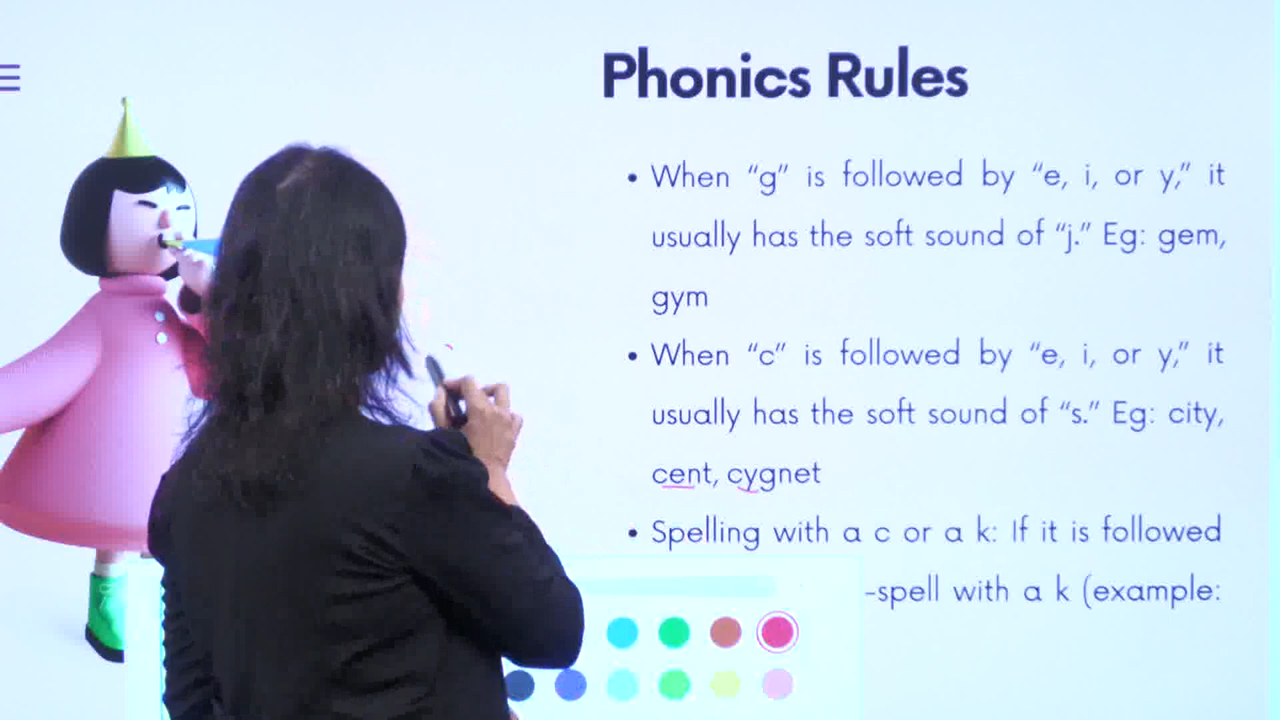 Phonics Rules
• When “g” is followed by “e, i, or y,” it
usually has the soft sound of “j.” Eg: gem,
gym
• When “c” is followed by “e, i, or y,” it
usually has the soft sound of “s.” Eg: city,
cent, cygnet
• Spelling with a c or a k: If it is followed
-spell with a k (example: